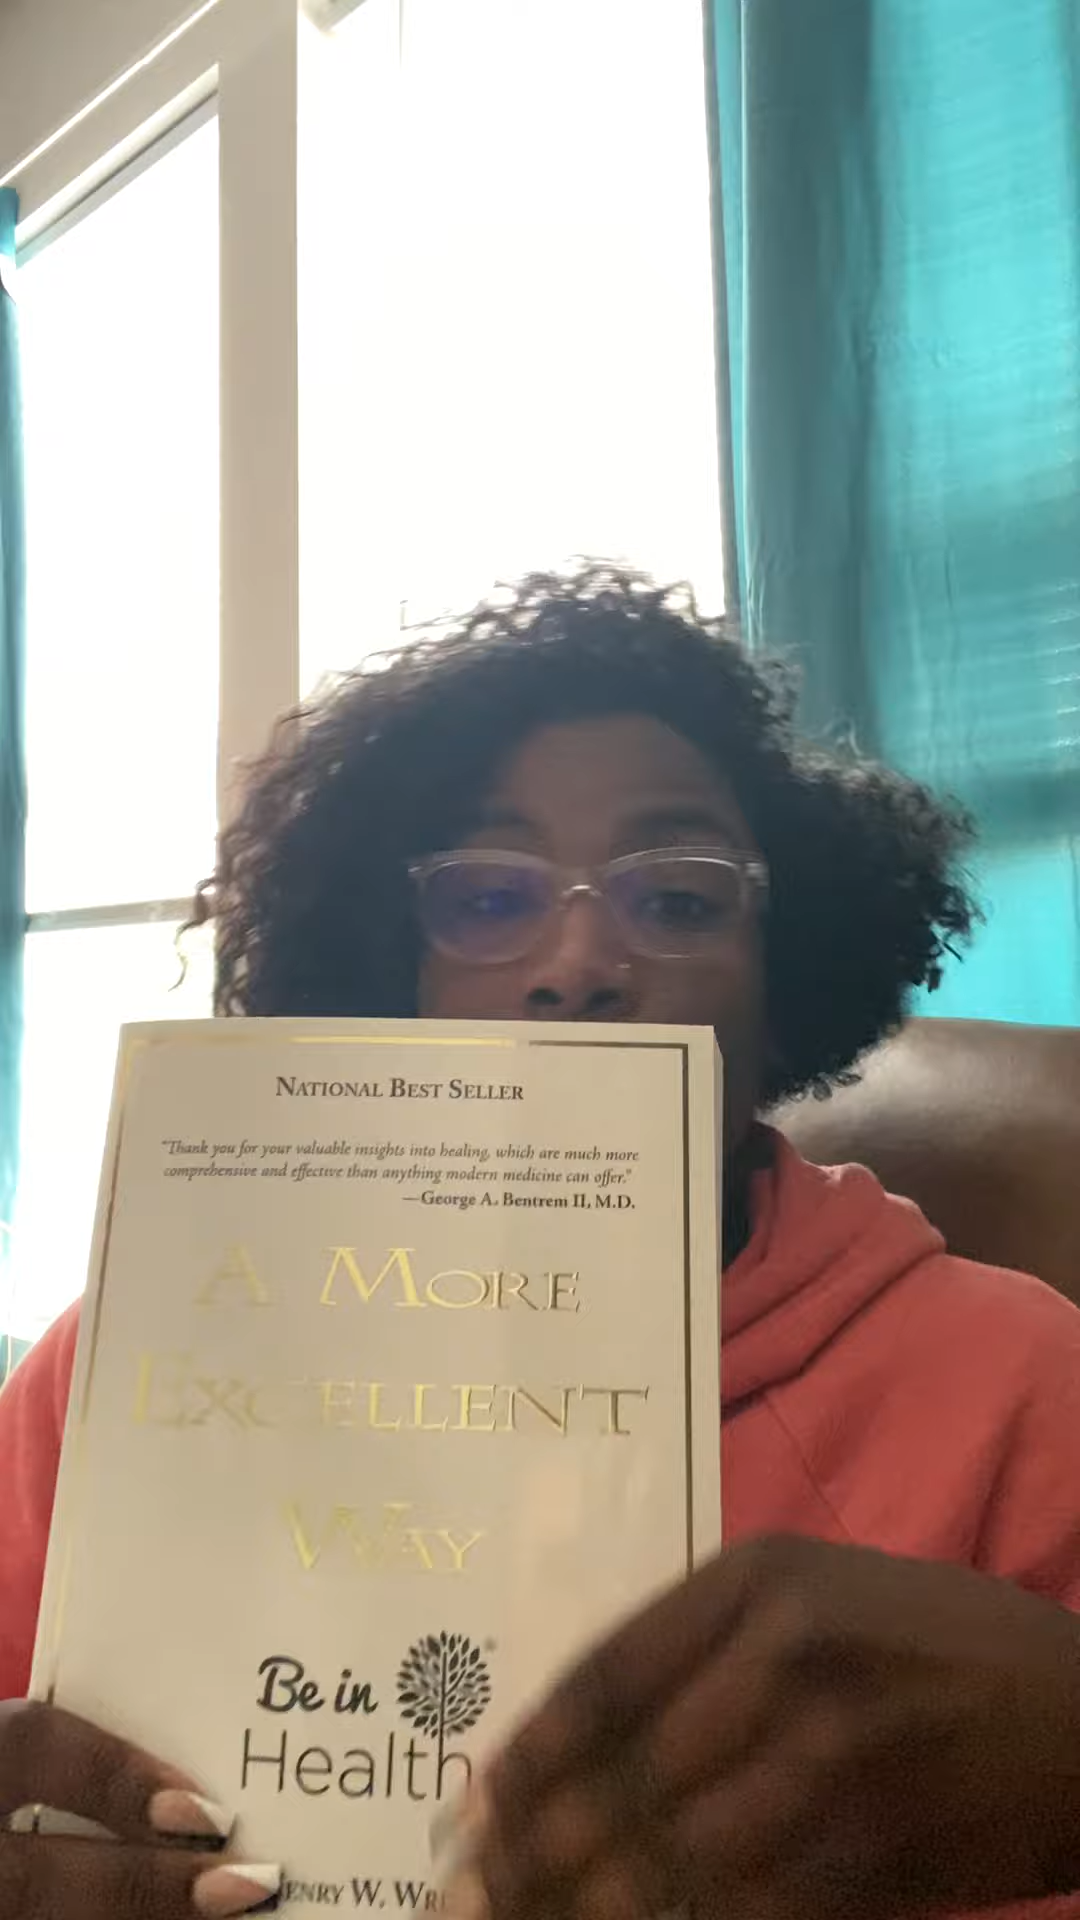 NATIONAL BEST SELLER
"Thank you for your valuable insights into healing, which are much more
comprehensive and effective than anything modern medicine can offer."
—George A. Bentrem II, M.D.
A MORE
EXCELLENT
WAY
Be in
Health
HENRY W.